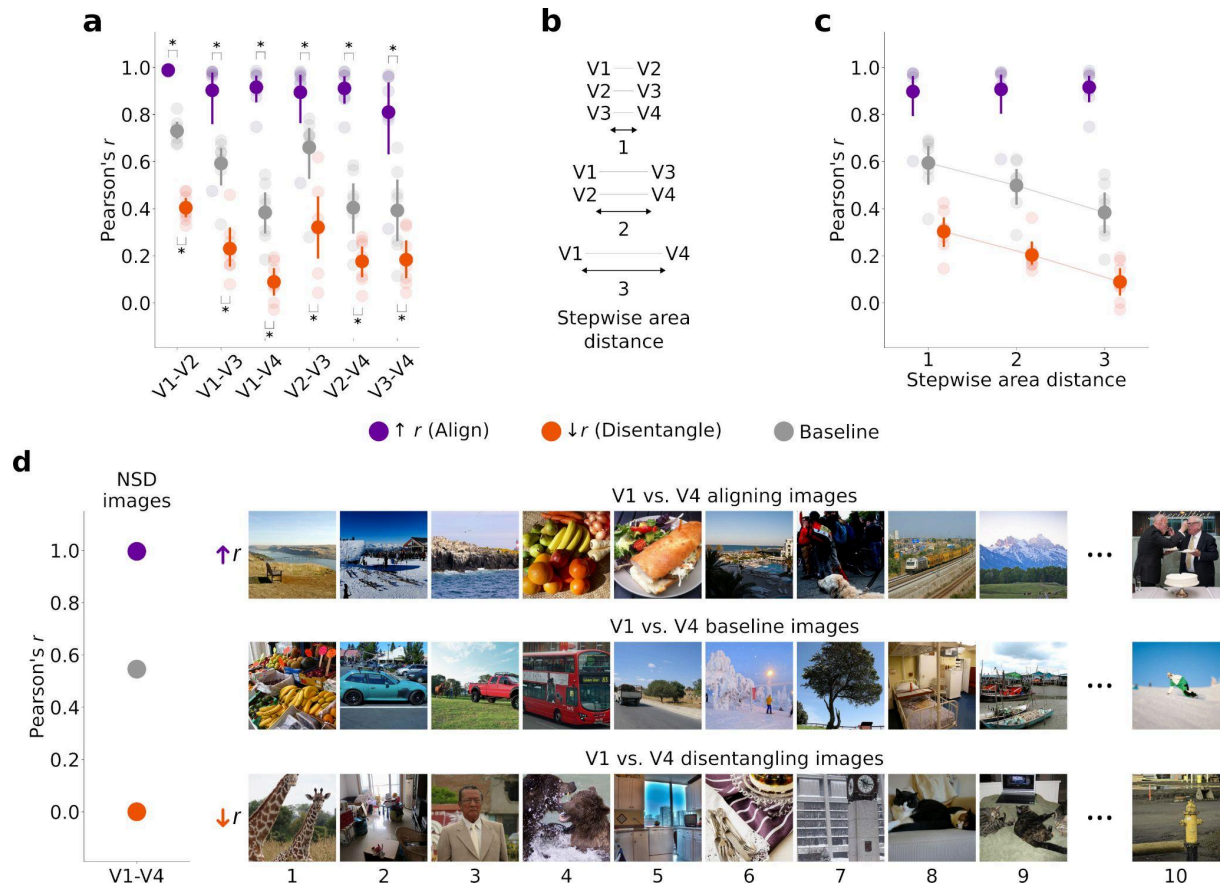 a
*
*
*
*
*
*
1.0
0.8
0.6
0.4
0.2
0.0
Pearson's r
*
*
*
*
*
*
V1-V2
V1-V3
V1-V4
V2-V3
V2-V4
V3-V4
b
V1 V2
V2 V3
V3 V4
1
V1 V3
V2 V4
2
V1 V4
3
Stepwise area
distance
c
1.0
0.8
0.6
0.4
0.2
0.0
Pearson's r
1 2 3
Stepwise area distance
↑ r (Align) ↓r (Disentangle) Baseline
d
NSD
images
1.0
0.8
0.6
0.4
0.2
0.0
Pearson's r
V1-V4
V1 vs. V4 aligning images
↑r
•••
V1 vs. V4 baseline images
•••
V1 vs. V4 disentangling images
↓r
•••
1 2 3 4 5 6 7 8 9 10